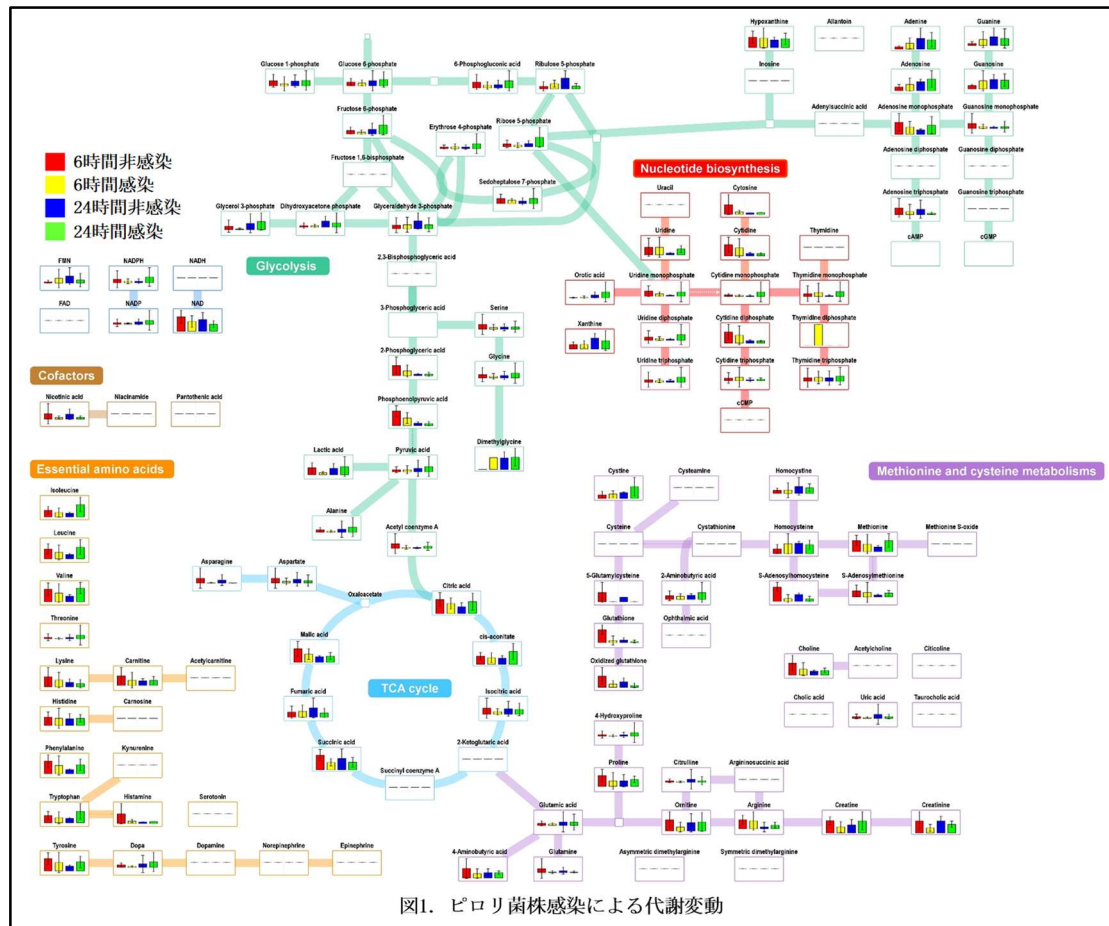 Glucose 1-phosphate
Glucose 6-phosphate
6-Phosphogluconic acid
Ribulose 5-phosphate
Hypoxanthine
Allantoin
Adenine
Guanine
Inosine
Adenosine
Guanosine
Fructose 6-phosphate
Erythrose 4-phosphate
Ribose 5-phosphate
Adenylsuccinic acid
Adenosine monophosphate
Guanosine monophosphate
6時間非感染
6時間感染
24時間非感染
24時間感染
Fructose 1,6-bisphosphate
Sedoheptulose 7-phosphate
Nucleotide biosynthesis
Adenosine diphosphate
Guanosine diphosphate
Uracil
Cytosine
Glycerol 3-phosphate
Dihydroxyacetone phosphate
Glyceraldehyde 3-phosphate
Adenosine triphosphate
Guanosine triphosphate
Uridine
Cytidine
Thymidine
cAMP
cGMP
Glycolysis
2,3-Bisphosphoglyceric acid
FMN
NADPH
NADH
Orotic acid
Uridine monophosphate
Cytidine monophosphate
Thymidine monophosphate
FAD
NADP
NAD
3-Phosphoglyceric acid
Serine
Xanthine
Uridine diphosphate
Cytidine diphosphate
Thymidine diphosphate
2-Phosphoglyceric acid
Glycine
Uridine triphosphate
Cytidine triphosphate
Thymidine triphosphate
Cofactors
Nicotinic acid
Niacinamide
Pantothenic acid
Phosphoenolpyruvic acid
cCMP
Dimethylglycine
Essential amino acids
Lactic acid
Pyruvic acid
Methionine and cysteine metabolisms
Cystine
Cysteamine
Homocystine
Isoleucine
Alanine
Acetyl coenzyme A
Cysteine
Cystathionine
Homocysteine
Methionine
Methionine S-oxide
Leucine
Asparagine
Aspartate
Valine
Oxaloacetate
Citric acid
5-Glutamylcysteine
2-Aminobutyric acid
S-Adenosylhomocysteine
S-Adenosylmethionine
Threonine
Malic acid
cis-aconitate
Glutathione
Ophthalmic acid
Lysine
Carnitine
Acetylcarnitine
TCA cycle
Oxidized glutathione
Choline
Acetylcholine
Citicoline
Histidine
Carnosine
Fumaric acid
Isocitric acid
Cholic acid
Uric acid
Taurocholic acid
4-Hydroxyproline
Phenylalanine
Kynurenine
Succinic acid
2-Ketoglutaric acid
Proline
Citrulline
Argininosuccinic acid
Succinyl coenzyme A
Tryptophan
Histamine
Serotonin
Glutamic acid
Ornitine
Arginine
Creatine
Creatinine
Tyrosine
Dopa
Dopamine
Norepinephrine
Epinephrine
4-Aminobutyric acid
Glutamine
Asymmetric dimethylarginine
Symmetric dimethylarginine
図1. ピロリ菌株感染による代謝変動